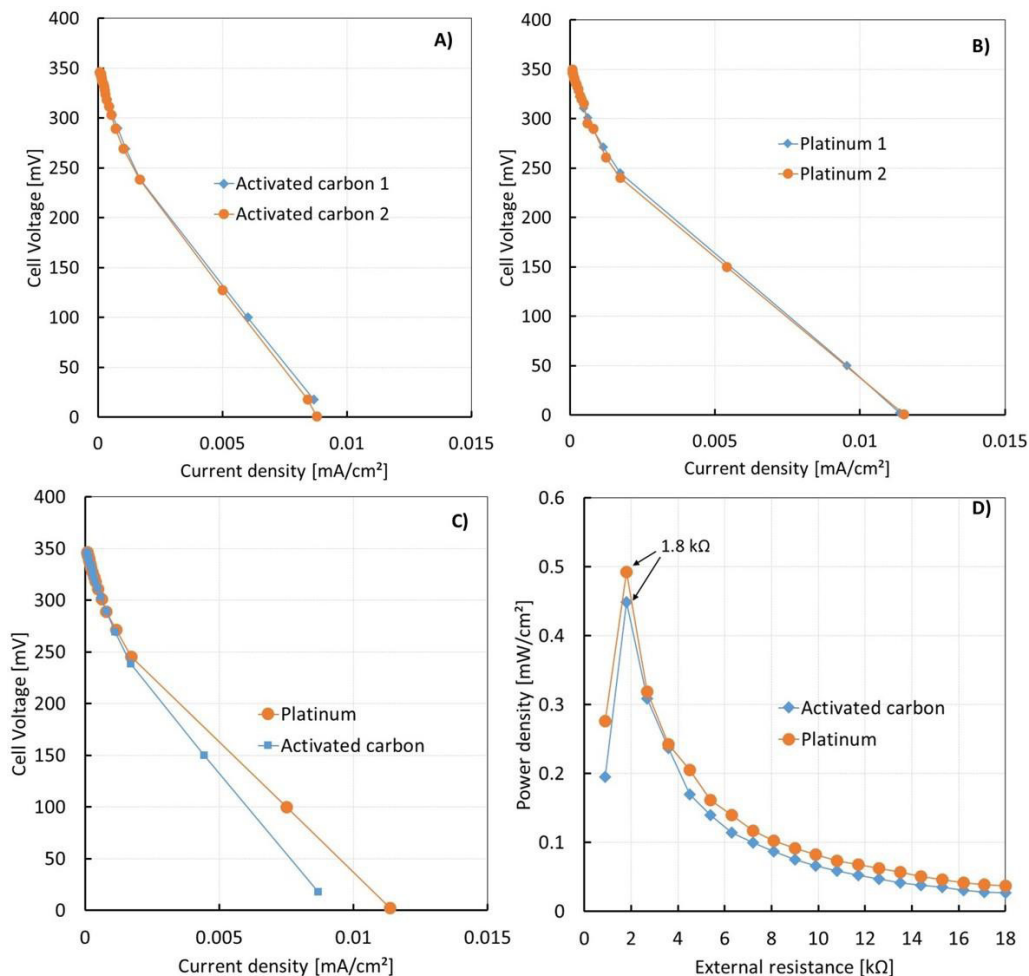 A)
400
350
300
250
200
150
100
50
0
Cell Voltage [mV]
Activated carbon 1
Activated carbon 2
0
0.005
0.01
0.015
Current density [mA/cm²]
B)
400
350
300
250
200
150
100
50
0
Cell Voltage [mV]
Platinum 1
Platinum 2
0
0.005
0.01
0.015
Current density [mA/cm²]
C)
400
350
300
250
200
150
100
50
0
Cell Voltage [mV]
Platinum
Activated carbon
0
0.005
0.01
0.015
Current density [mA/cm²]
D)
0.6
0.5
0.4
0.3
0.2
0.1
0
Power density [mW/cm²]
1.8 kΩ
Activated carbon
Platinum
0
2
4
6
8
10
12
14
16
18
External resistance [kΩ]